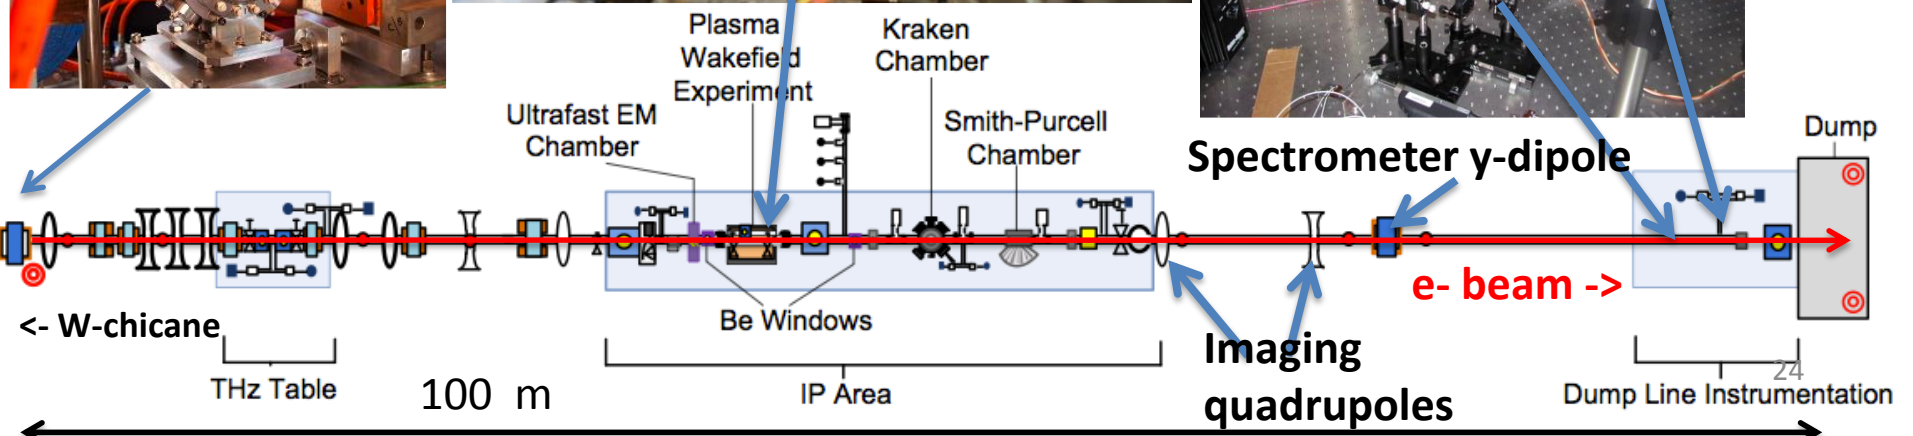 Plasma
Wakefield
Experiment
Kraken
Chamber
Ultrafast EM
Chamber
Smith-Purcell
Chamber
Spectrometer y-dipole
Dump
e- beam ->
<- W-chicane
Be Windows
Imaging
quadrupoles
THz Table
100 m
IP Area
24
Dump Line Instrumentation